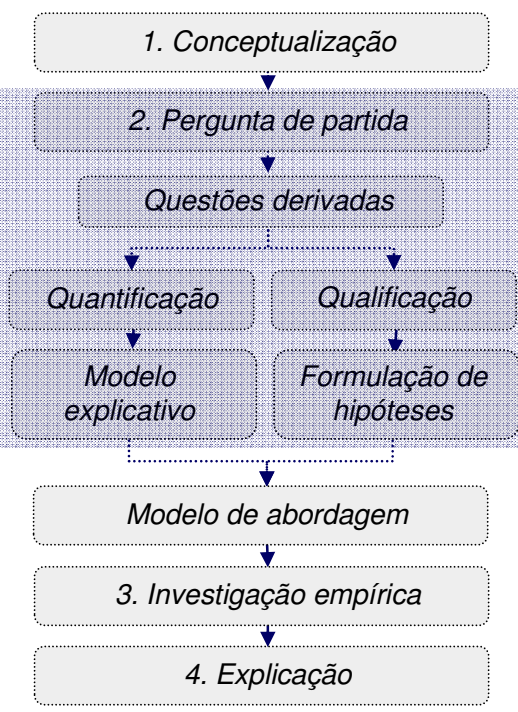 1. Conceptualização
2. Pergunta de partida
Questões derivadas
Quantificação
Qualificação
Modelo
explicativo
Formulação de
hipóteses
Modelo de abordagem
3. Investigação empírica
4. Explicação